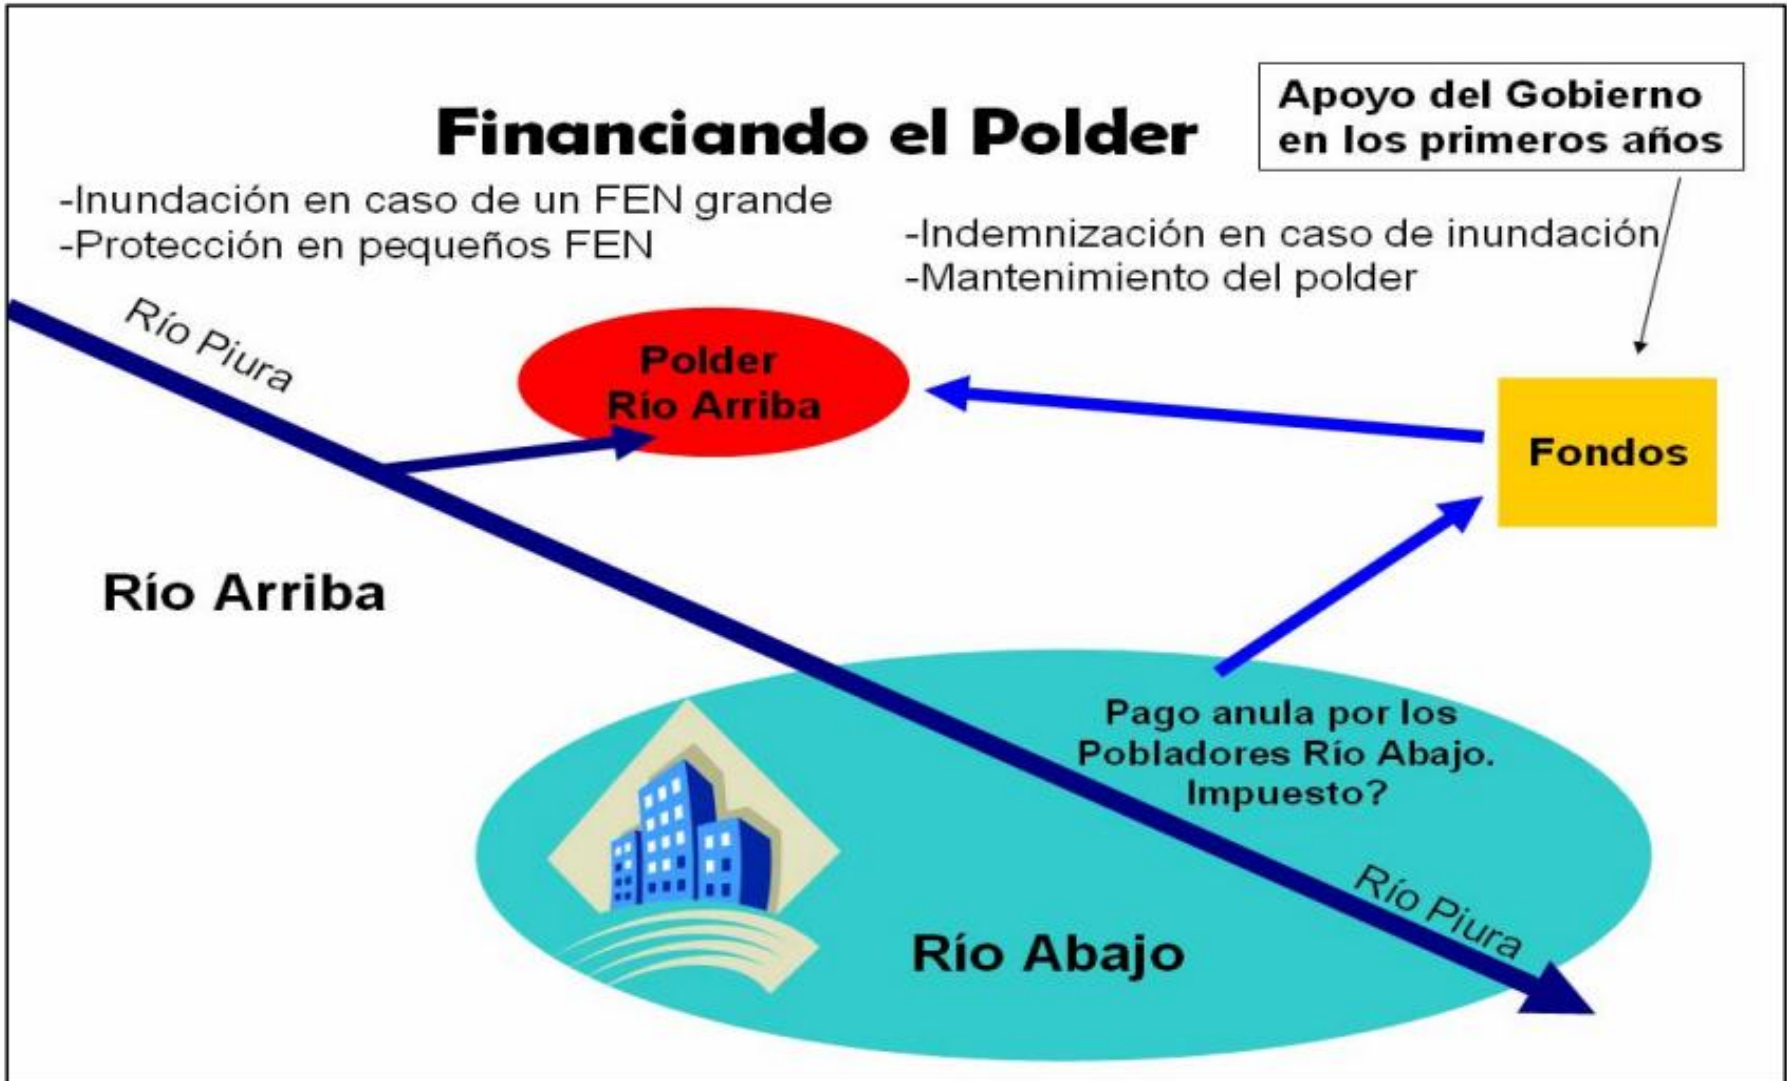 Financiando el Polder
Apoyo del Gobierno
en los primeros años
-Inundación en caso de un FEN grande
-Protección en pequeños FEN
-Indemnización en caso de inundación
-Mantenimiento del polder
Río Piura
Polder
Río Arriba
Fondos
Río Arriba
Pago anula por los
Pobladores Río Abajo.
Impuesto?
Río Piura
Río Abajo